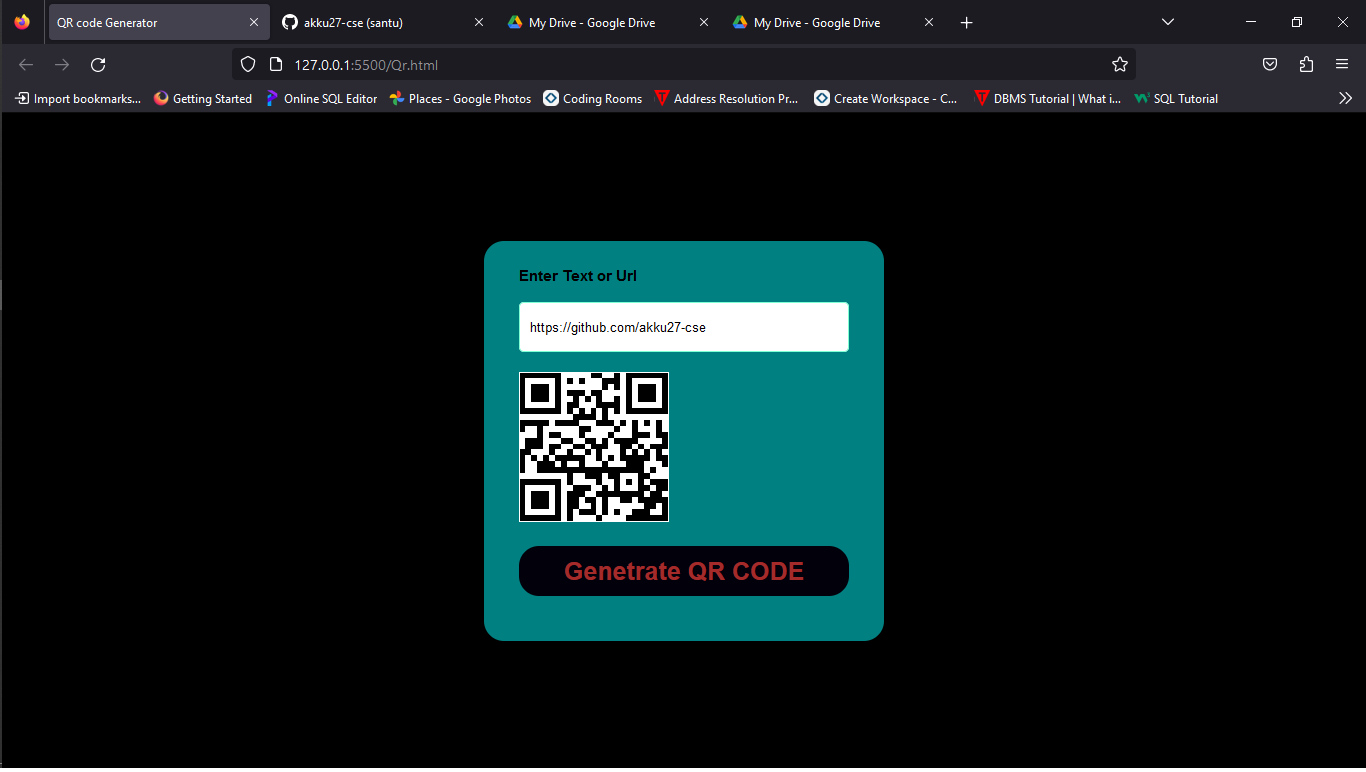 QR code Generator akku27-cse (santu) My Drive - Google Drive My Drive - Google Drive
127.0.0.1:5500/Qr.html
Import bookmarks... Getting Started Online SQL Editor Places - Google Photos Coding Rooms Address Resolution Pr... Create Workspace - C... DBMS Tutorial | What i... SQL Tutorial
Enter Text or Url
https://github.com/akku27-cse
Genetrate QR CODE